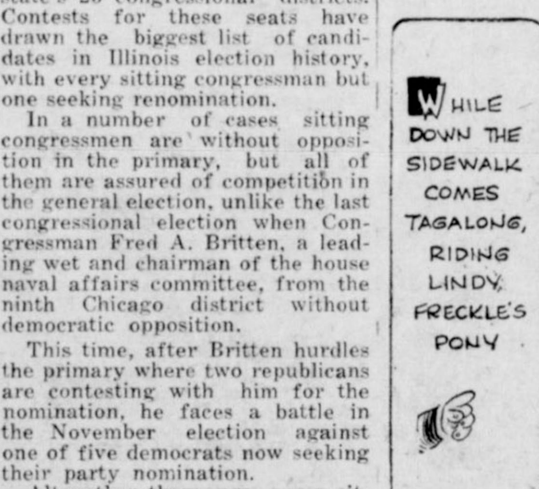 state's 25 congressional districts.
Contests for these seats have
drawn the biggest list of candi-
dates in Illinois election history,
with every sitting congressman but
one seeking renomination.
In a number of cases sitting
congressmen are without opposi-
tion in the primary, but all of
them are assured of competition in
the general election, unlike the last
congressional election when Con-
gressman Fred A. Britten, a lead-
ing wet and chairman of the house
naval affairs committee, from the
ninth Chicago district without
democratic opposition.
This time, after Britten hurdles
the primary where two republicans
are contesting with him for the
nomination, he faces a battle in
the November election against
one of five democrats now seeking
their party nomination.
WHILE
DOWN THE
SIDEWALK
COMES
TAGALONG,
RIDING
LINDY,
FRECKLE'S
PONY